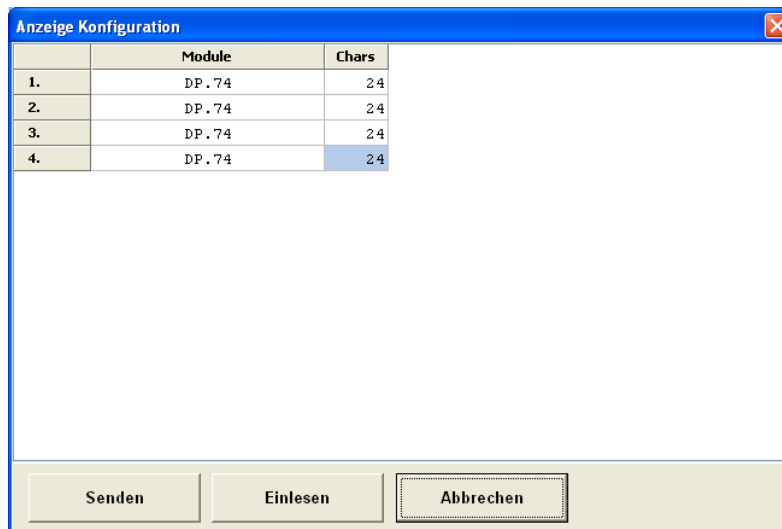 Anzeige Konfiguration
Module Chars
1. DP.74 24
2. DP.74 24
3. DP.74 24
4. DP.74 24
Senden Einlesen Abbrechen